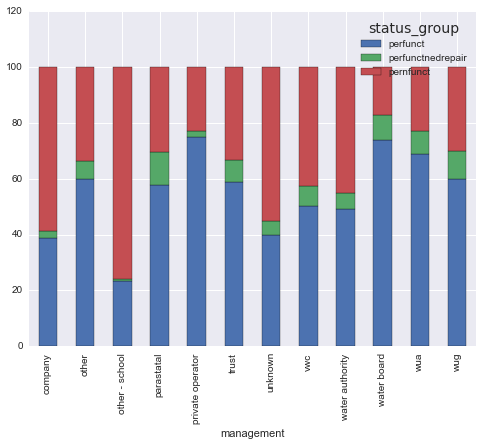 120
100
80
60
40
20
0
status_group
perfunct
perfunctnedrepair
pernfunct
company
other
other - school
parastatal
private operator
trust
unknown
vwc
water authority
water board
wua
wug
management